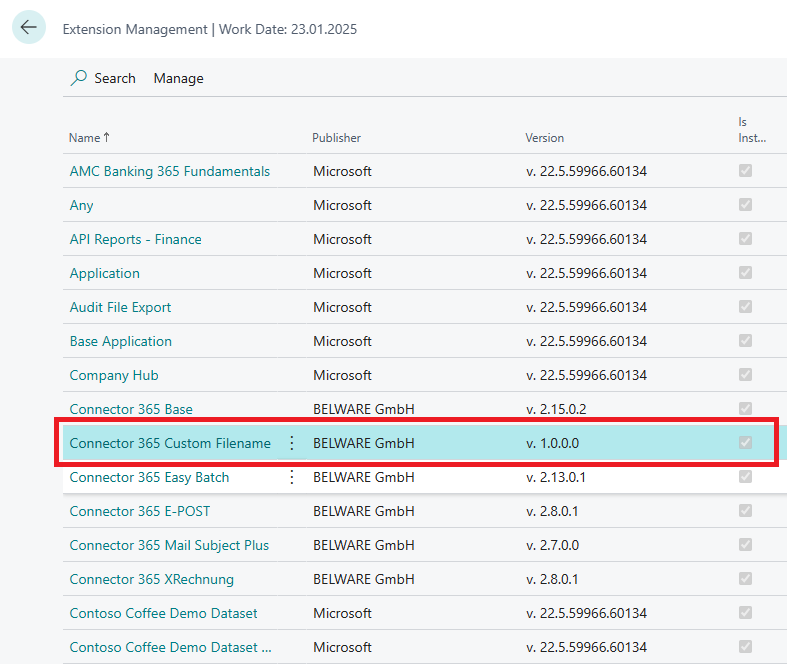 Extension Management | Work Date: 23.01.2025
Search Manage
Name ↑ Publisher Version Is Inst...
AMC Banking 365 Fundamentals Microsoft v. 22.5.59966.60134
Any Microsoft v. 22.5.59966.60134
API Reports - Finance Microsoft v. 22.5.59966.60134
Application Microsoft v. 22.5.59966.60134
Audit File Export Microsoft v. 22.5.59966.60134
Base Application Microsoft v. 22.5.59966.60134
Company Hub Microsoft v. 22.5.59966.60134
Connector 365 Base BELWARE GmbH v. 2.15.0.2
Connector 365 Custom Filename BELWARE GmbH v. 1.0.0.0
Connector 365 Easy Batch BELWARE GmbH v. 2.13.0.1
Connector 365 E-POST BELWARE GmbH v. 2.8.0.1
Connector 365 Mail Subject Plus BELWARE GmbH v. 2.7.0.0
Connector 365 XRechnung BELWARE GmbH v. 2.8.0.1
Contoso Coffee Demo Dataset Microsoft v. 22.5.59966.60134
Contoso Coffee Demo Dataset ... Microsoft v. 22.5.59966.60134